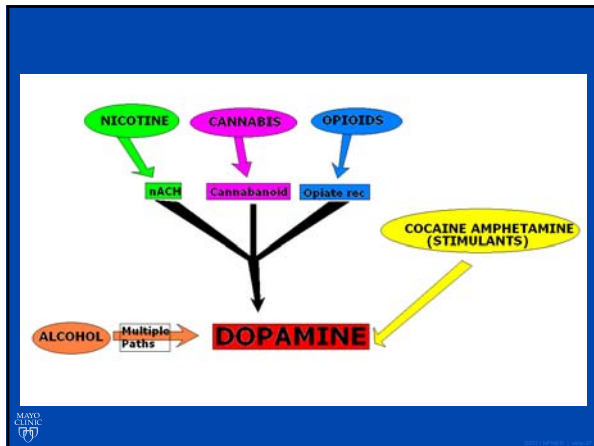 NICOTINE
CANNABIS
OPIOIDS
nACH
Cannabanoid
Opiate rec
COCAINE AMPHETAMINE
(STIMULANTS)
ALCOHOL
Multiple
Paths
DOPAMINE
MAYO
CLINIC